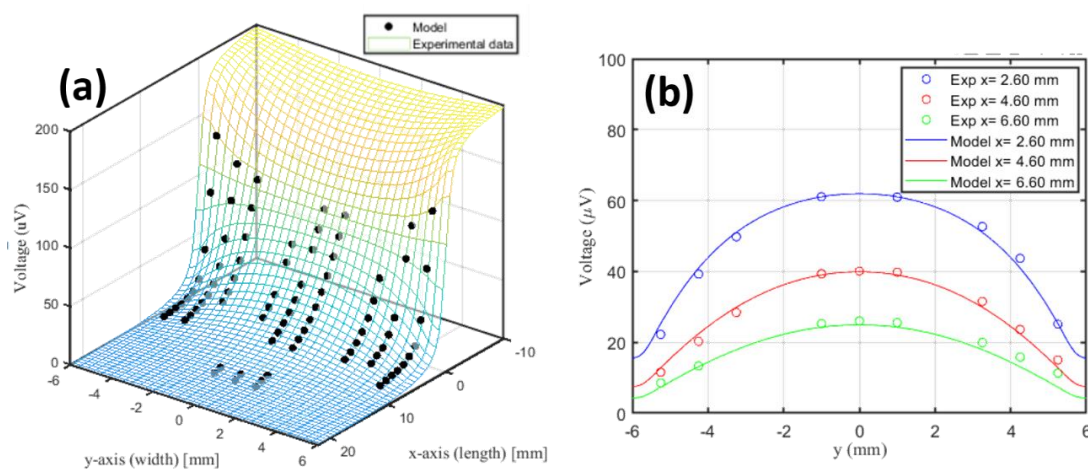 (a)
Model
Experimental data
200
150
100
50
0
Voltage (uV)
-6
-4
-2
0
2
4
6
y-axis (width) [mm]
20
10
0
-10
x-axis (length) [mm]
(b)
Exp x= 2.60 mm
Exp x= 4.60 mm
Exp x= 6.60 mm
Model x= 2.60 mm
Model x= 4.60 mm
Model x= 6.60 mm
100
80
60
40
20
0
Voltage (μV)
-6
-4
-2
0
2
4
6
y (mm)